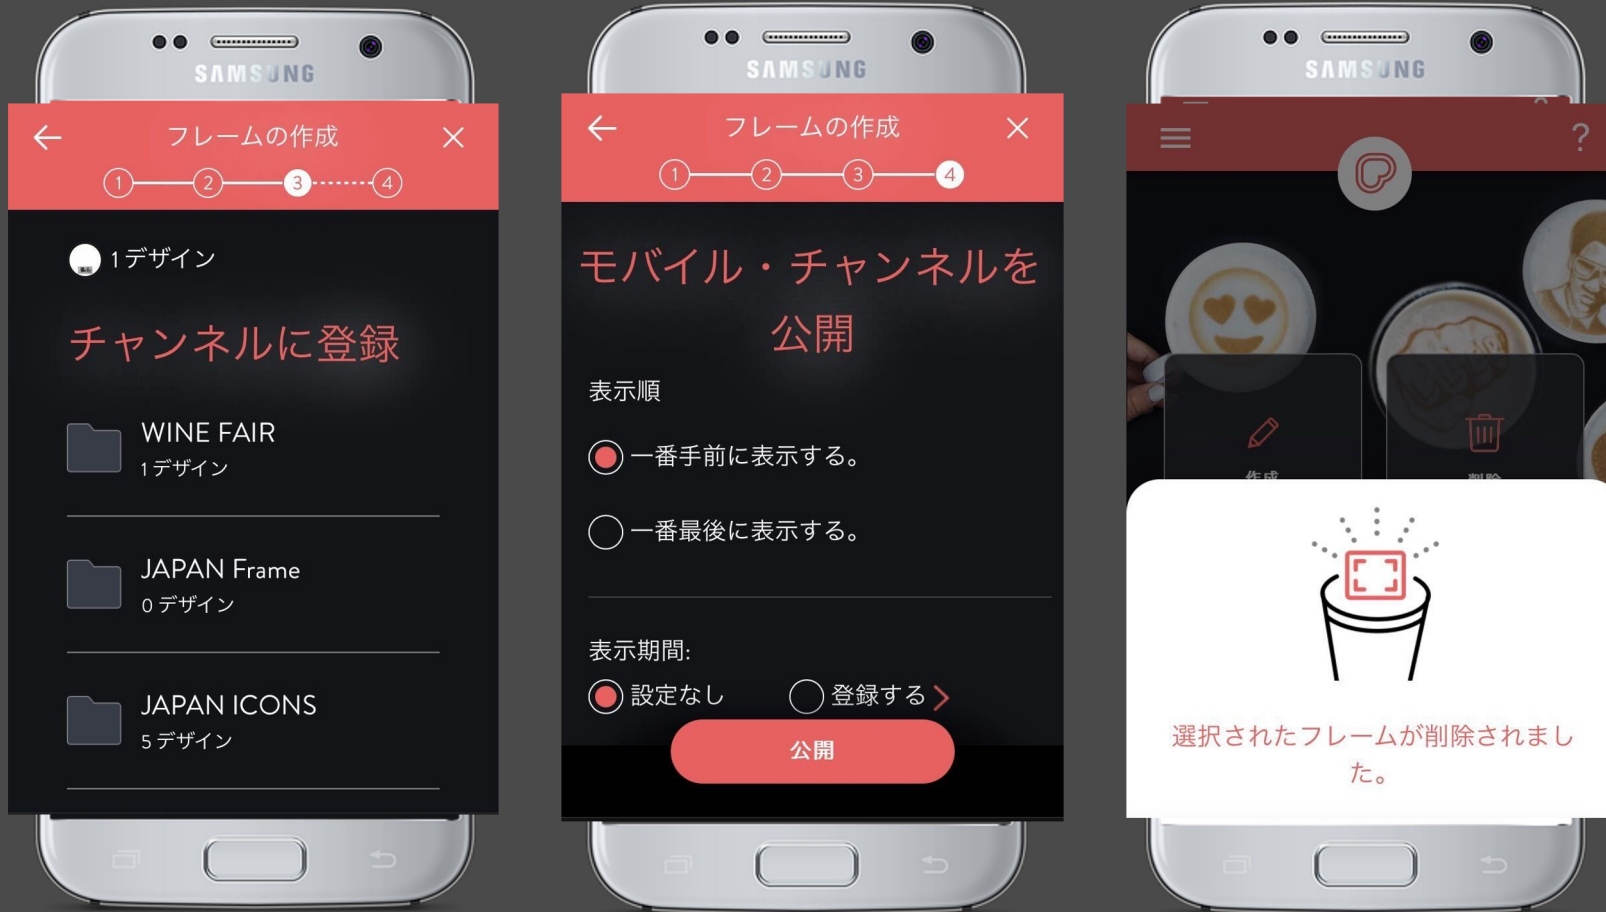 SAMSUNG
フレームの作成
1 2 3 4
1デザイン
チャンネルに登録
WINE FAIR
1デザイン
JAPAN Frame
0 デザイン
JAPAN ICONS
5デザイン
SAMSUNG
フレームの作成
1 2 3 4
モバイル・チャンネルを
公開
表示順
一番手前に表示する。
一番最後に表示する。
表示期間:
設定なし 登録する
公開
SAMSUNG
?
作成 削除
選択されたフレームが削除されまし
た。